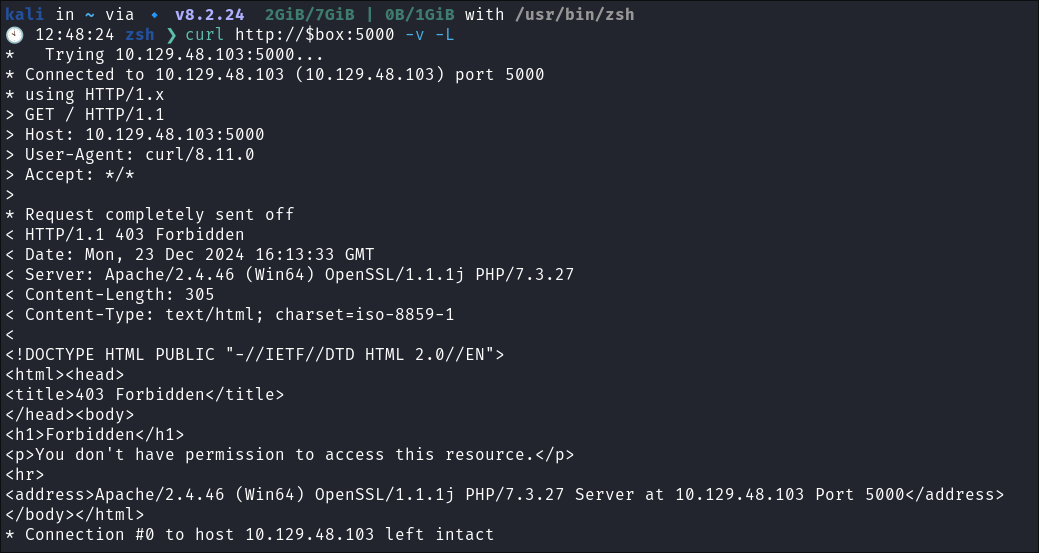 kali in ~ via 🔹 v8.2.24 2GiB/7GiB | 0B/1GiB with /usr/bin/zsh
🕙 12:48:24 zsh ❯ curl http://$box:5000 -v -L
*   Trying 10.129.48.103:5000...
* Connected to 10.129.48.103 (10.129.48.103) port 5000
* using HTTP/1.x
> GET / HTTP/1.1
> Host: 10.129.48.103:5000
> User-Agent: curl/8.11.0
> Accept: */*
>
* Request completely sent off
< HTTP/1.1 403 Forbidden
< Date: Mon, 23 Dec 2024 16:13:33 GMT
< Server: Apache/2.4.46 (Win64) OpenSSL/1.1.1j PHP/7.3.27
< Content-Length: 305
< Content-Type: text/html; charset=iso-8859-1
<
<!DOCTYPE HTML PUBLIC "-//IETF//DTD HTML 2.0//EN">
<html><head>
<title>403 Forbidden</title>
</head><body>
<h1>Forbidden</h1>
<p>You don't have permission to access this resource.</p>
<hr>
<address>Apache/2.4.46 (Win64) OpenSSL/1.1.1j PHP/7.3.27 Server at 10.129.48.103 Port 5000</address>
</body></html>
* Connection #0 to host 10.129.48.103 left intact